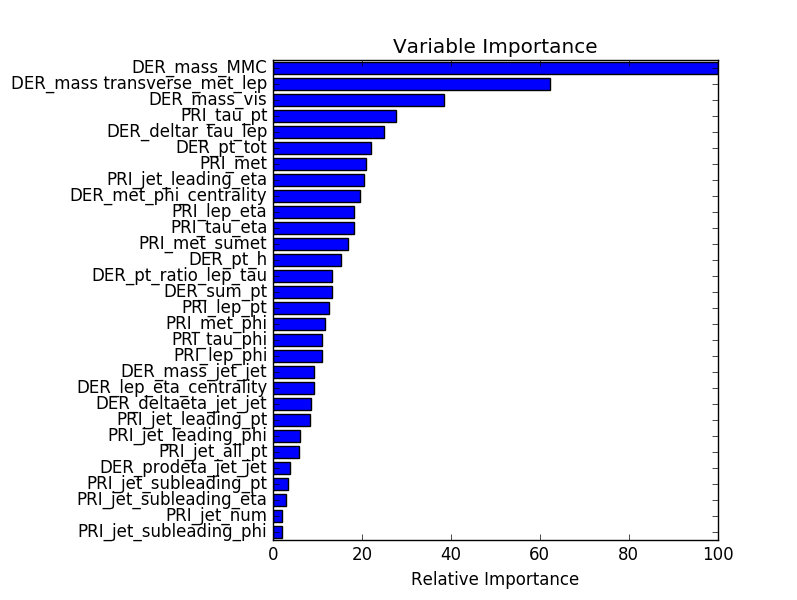 Variable Importance
DER_mass_MMC
DER_mass transverse_met_lep
DER_mass_vis
PRI_tau_pt
DER_deltar_tau_lep
DER_pt_tot
PRI_met
PRI_jet_leading_eta
DER_met_phi_centrality
PRI_lep_eta
PRI_tau_eta
PRI_met_sumet
DER_pt_h
DER_pt_ratio_lep_tau
DER_sum_pt
PRI_lep_pt
PRI_met_phi
PRI_tau_phi
PRI_lep_phi
DER_mass_jet_jet
DER_lep_eta_centrality
DER_deltaeta_jet_jet
PRI_jet_leading_pt
PRI_jet_leading_phi
PRI_jet_all_pt
DER_prodeta_jet_jet
PRI_jet_subleading_pt
PRI_jet_subleading_eta
PRI_jet_num
PRI_jet_subleading_phi
0 20 40 60 80 100
Relative Importance